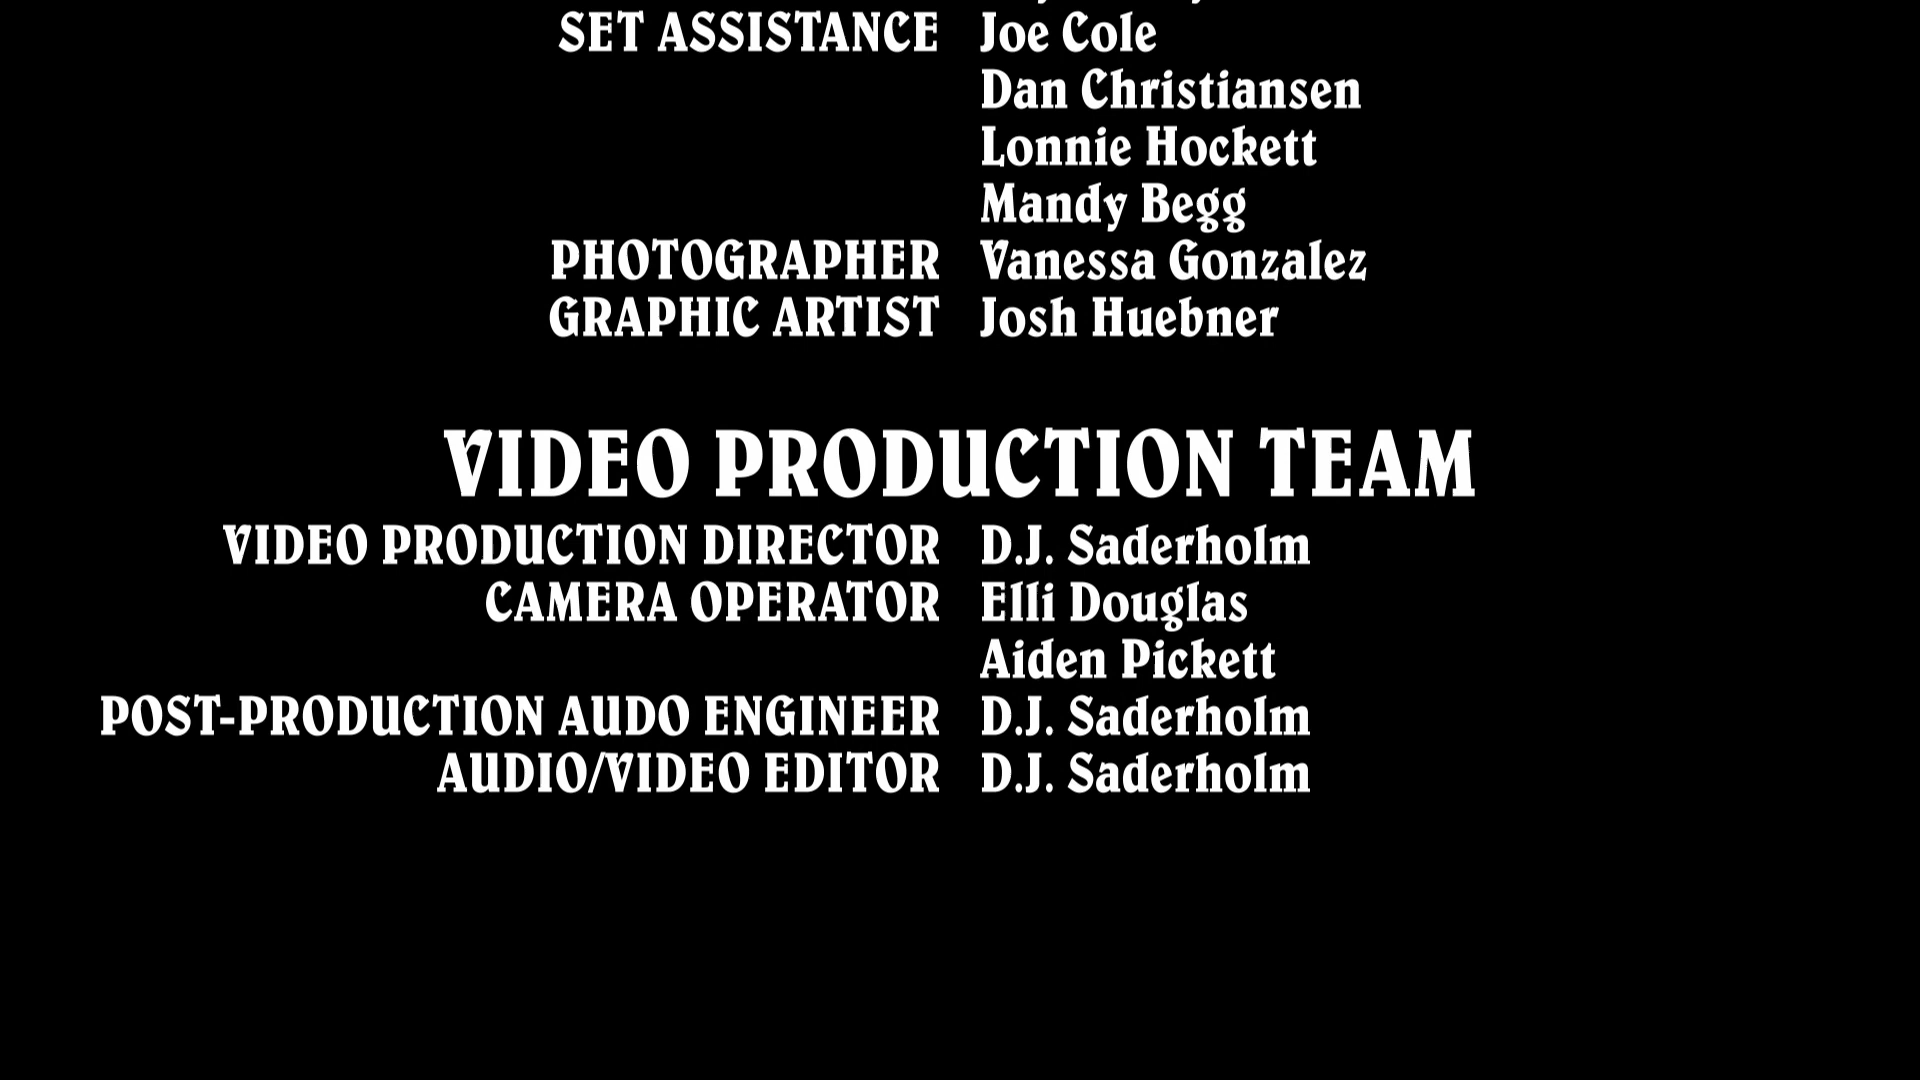 SET ASSISTANCE Joe Cole
Dan Christiansen
Lonnie Hockett
Mandy Begg
PHOTOGRAPHER Vanessa Gonzalez
GRAPHIC ARTIST Josh Huebner
VIDEO PRODUCTION TEAM
VIDEO PRODUCTION DIRECTOR D.J. Saderholm
CAMERA OPERATOR Elli Douglas
Aiden Pickett
POST-PRODUCTION AUDO ENGINEER D.J. Saderholm
AUDIO/VIDEO EDITOR D.J. Saderholm